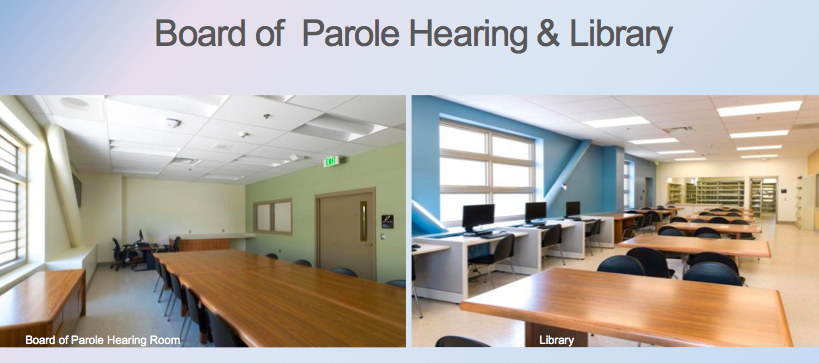 Board of Parole Hearing & Library
Board of Parole Hearing Room
Library